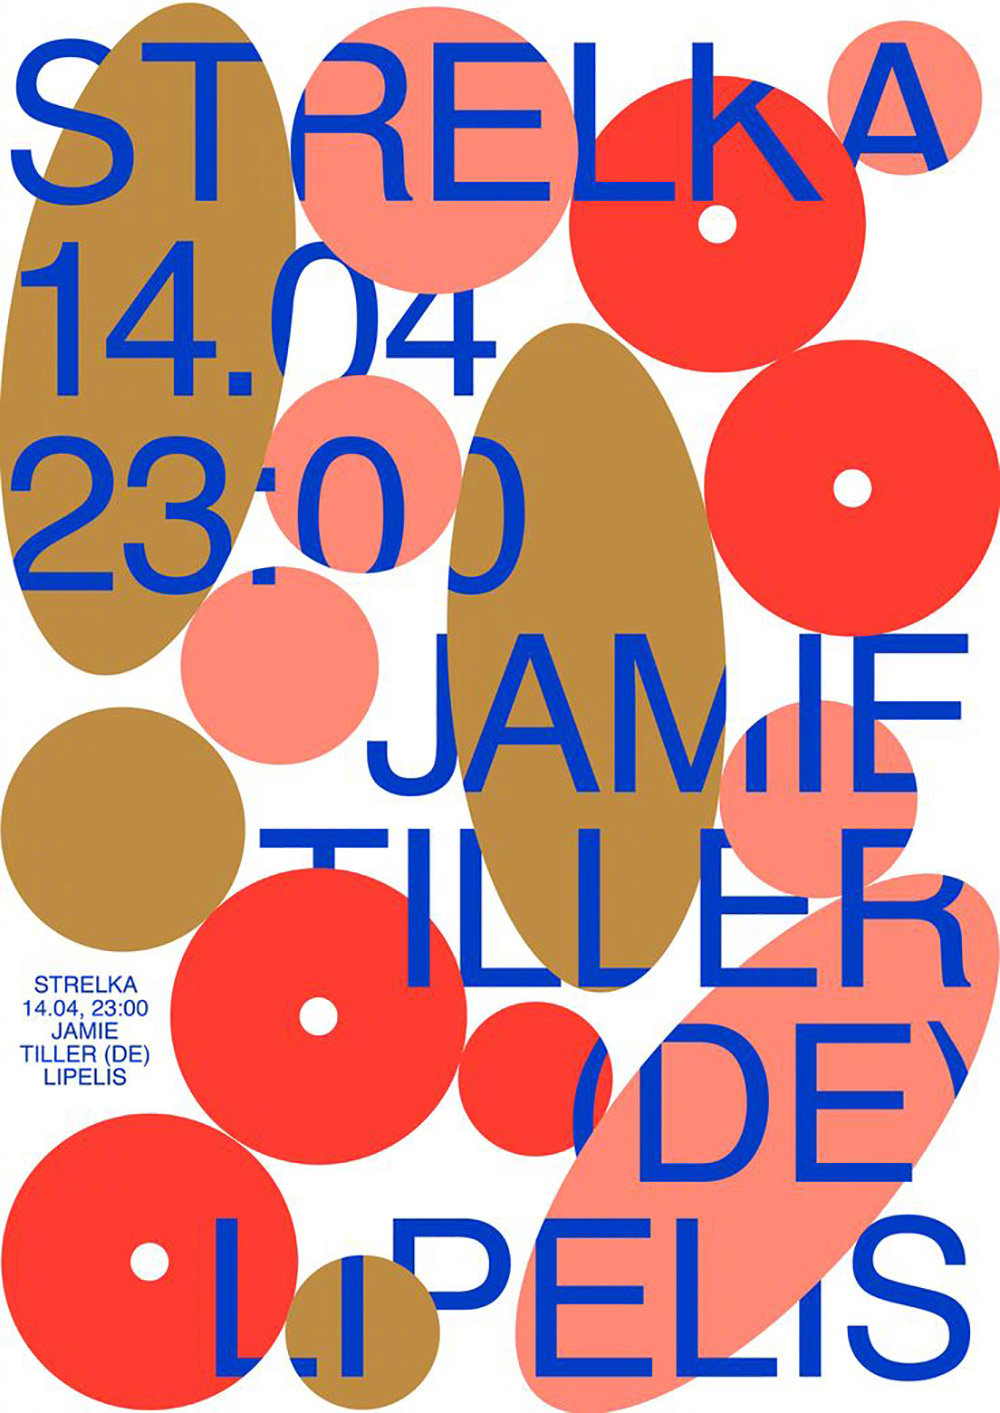 STRELKA
14.04
23:00
JAMIE
TILLER
(DE)
LIPELIS
STRELKA
14.04, 23:00
JAMIE
TILLER (DE)
LIPELIS